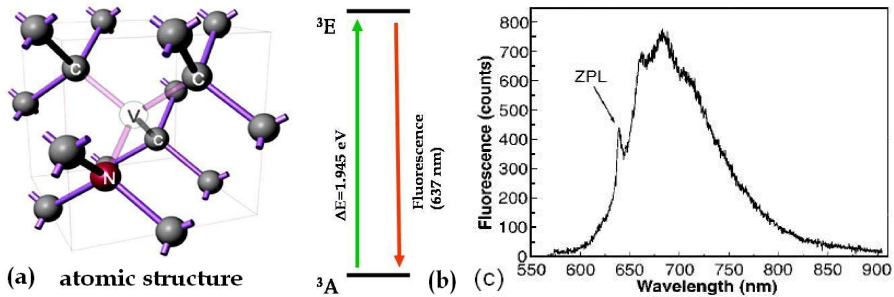 C
C
V
C
N
(a) atomic structure
³E
ΔE=1.945 eV
Fluorescence
(637 nm)
³A
(b)
(c)
Fluorescence (counts)
800
700
600
500
400
300
200
100
0
ZPL
550 600 650 700 750 800 850 900
Wavelength (nm)